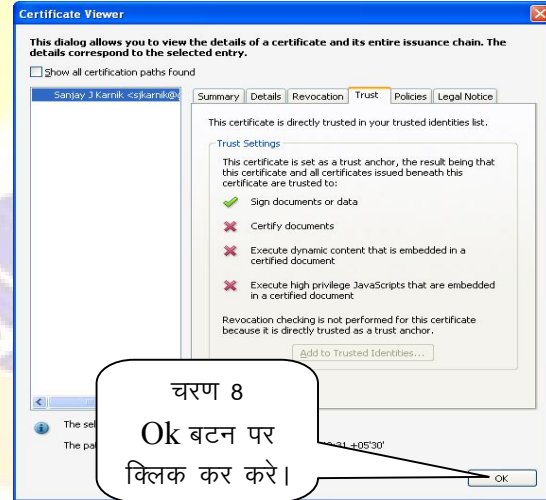 Certificate Viewer
This dialog allows you to view the details of a certificate and its entire issuance chain. The
details correspond to the selected entry.
Show all certification paths found
Sanjay J Karnik <sjkarnik@
Summary Details Revocation Trust Policies Legal Notice
This certificate is directly trusted in your trusted identities list.
Trust Settings
This certificate is set as a trust anchor, the result being that
this certificate and all certificates issued beneath this
certificate are trusted to:
Sign documents or data
Certify documents
Execute dynamic content that is embedded in a
certified document
Execute high privilege JavaScripts that are embedded
in a certified document
Revocation checking is not performed for this certificate
because it is directly trusted as a trust anchor.
Add to Trusted Identities...
चरण 8
Ok बटन पर
क्लिक कर करे।
The sel
The pa
+05'30'
OK